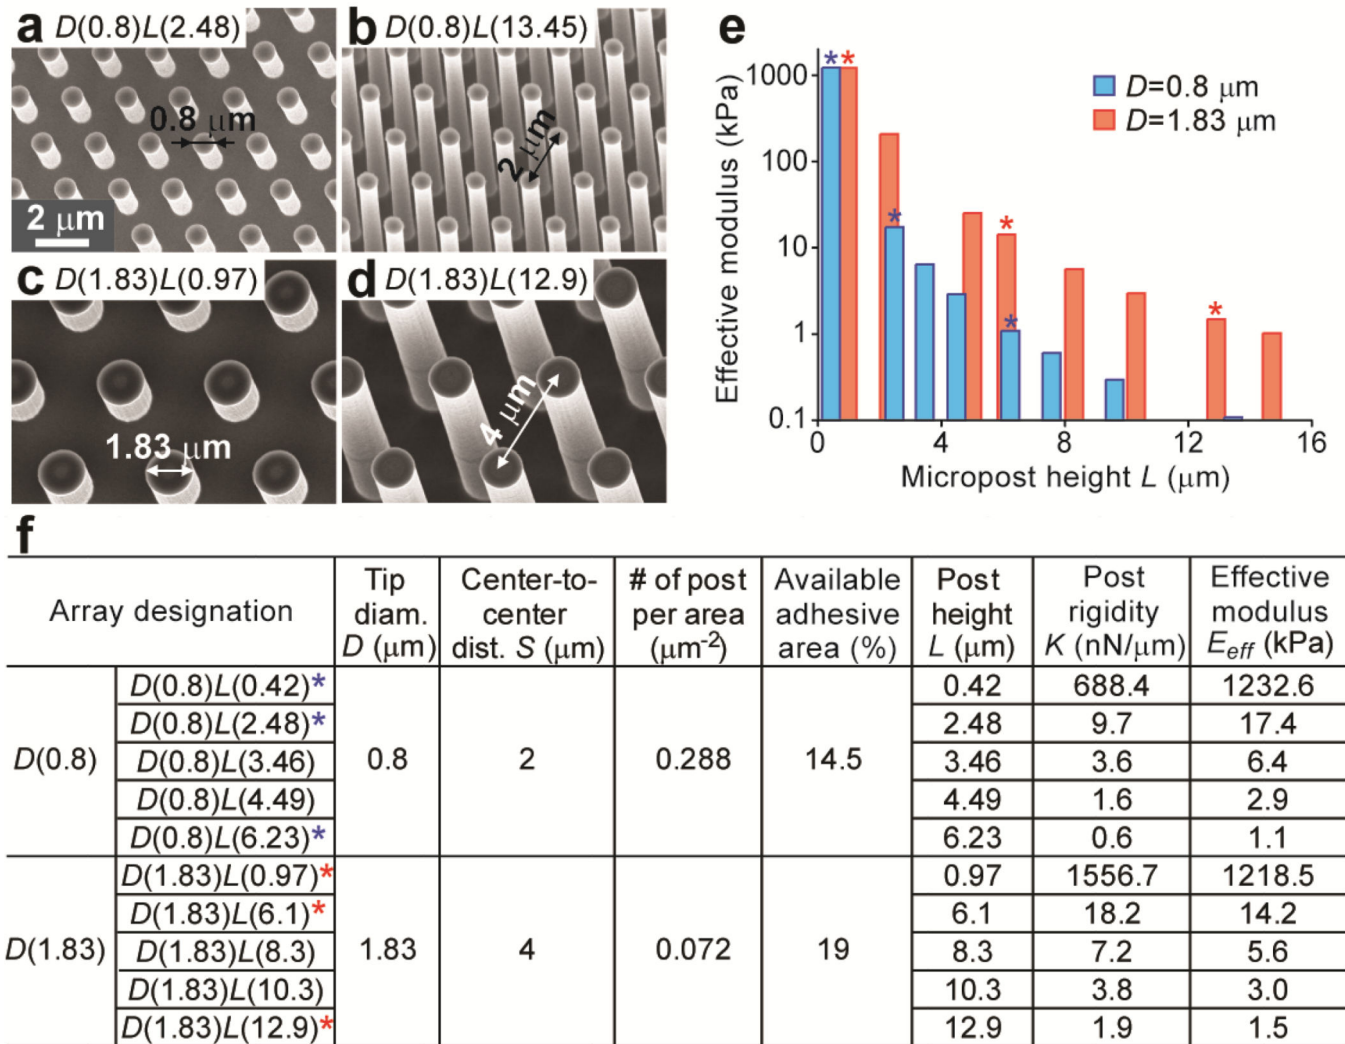 a D(0.8)L(2.48)
0.8 μm
2 μm
b D(0.8)L(13.45)
2 μm
c D(1.83)L(0.97)
1.83 μm
d D(1.83)L(12.9)
4 μm
e
Effective modulus (kPa)
1000
100
10
1
0.1
* *
*
*
*
*
D=0.8 μm
D=1.83 μm
0 4 8 12 16
Micropost height L (μm)
f
Array designation
Tip
diam.
D (μm)
Center-to-
center
dist. S (μm)
# of post
per area
(μm-2)
Available
adhesive
area (%)
Post
height
L (μm)
Post
rigidity
K (nN/μm)
Effective
modulus
Eeff (kPa)
D(0.8)
D(0.8)L(0.42)* 0.42 688.4 1232.6
D(0.8)L(2.48)* 2.48 9.7 17.4
D(0.8)L(3.46) 0.8 2 0.288 14.5 3.46 3.6 6.4
D(0.8)L(4.49) 4.49 1.6 2.9
D(0.8)L(6.23)* 6.23 0.6 1.1
D(1.83)
D(1.83)L(0.97)* 0.97 1556.7 1218.5
D(1.83)L(6.1)* 6.1 18.2 14.2
D(1.83)L(8.3) 1.83 4 0.072 19 8.3 7.2 5.6
D(1.83)L(10.3) 10.3 3.8 3.0
D(1.83)L(12.9)* 12.9 1.9 1.5